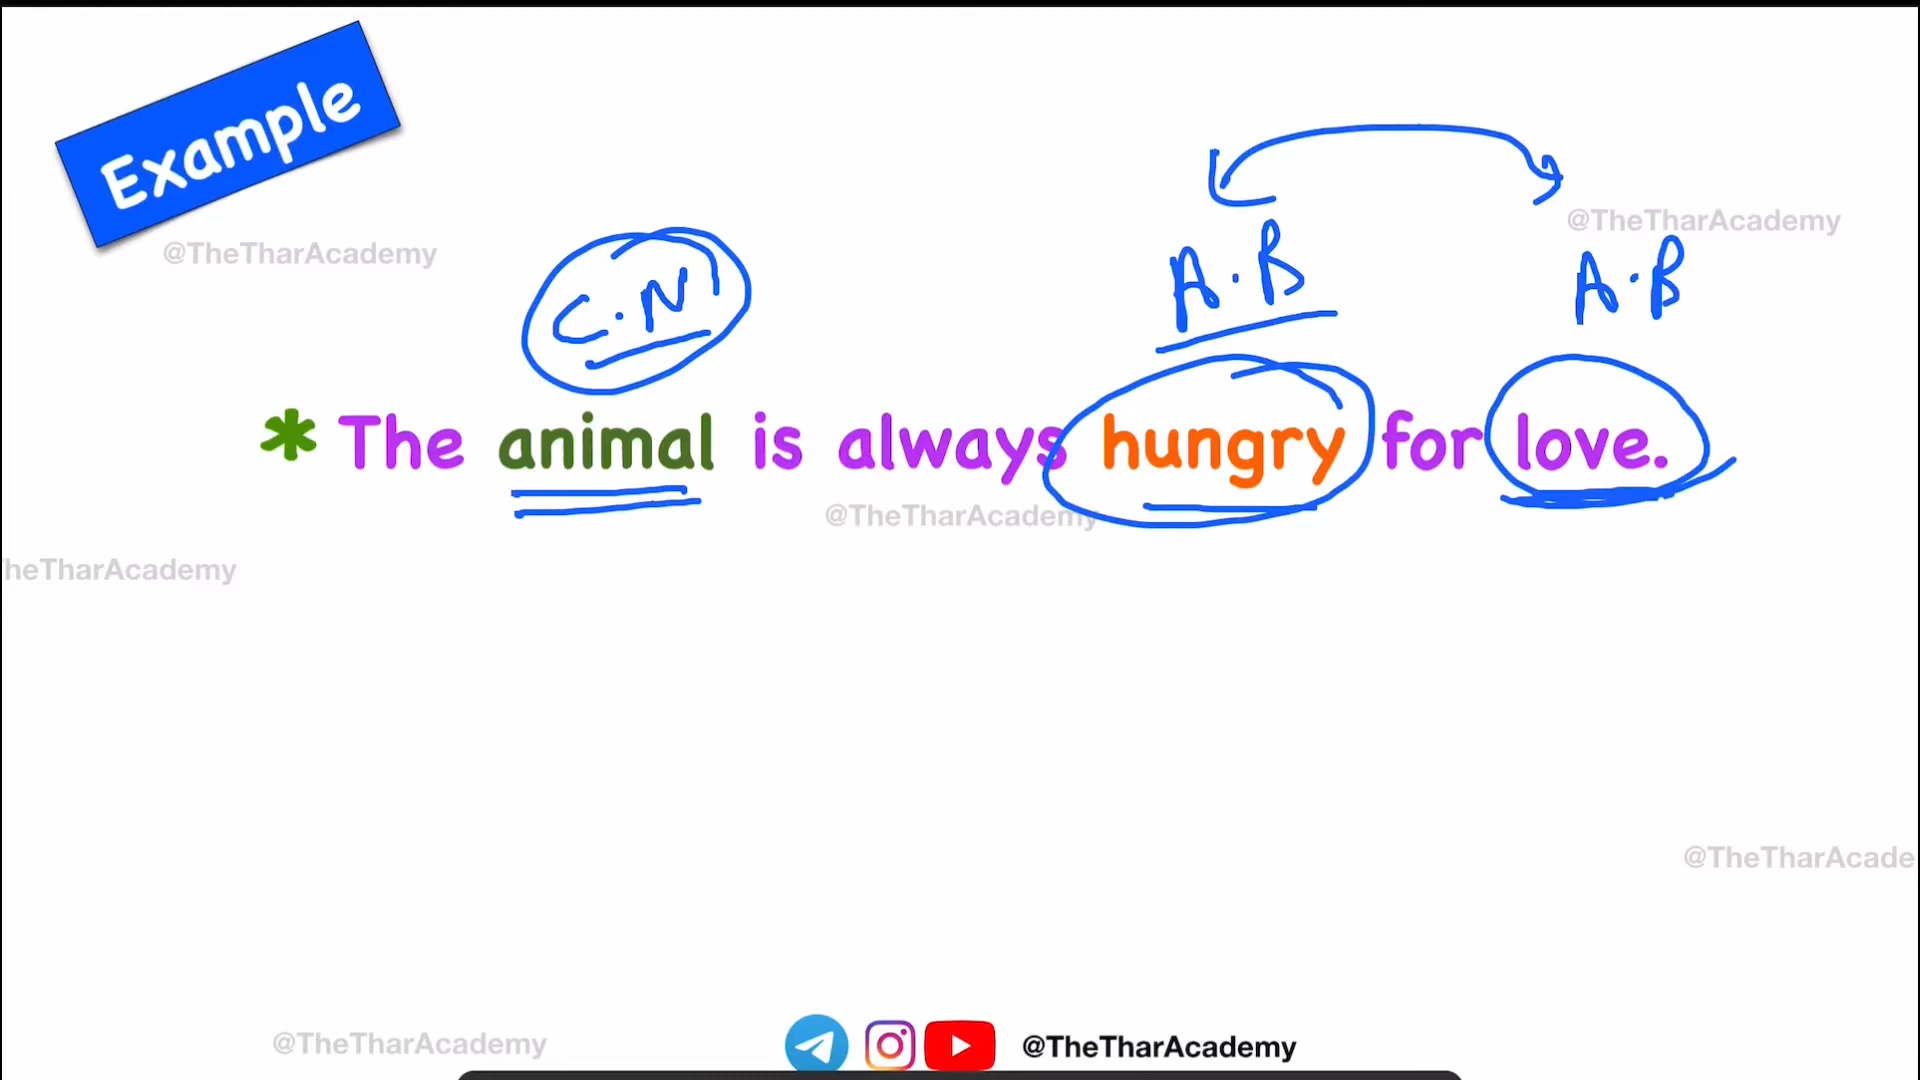 Example
@TheTharAcademy
@TheTharAcademy
C.N
A.B
A.B
* The animal is always hungry for love.
@TheTharAcademy
heTharAcademy
@TheTharAcade
@TheTharAcademy
@TheTharAcademy